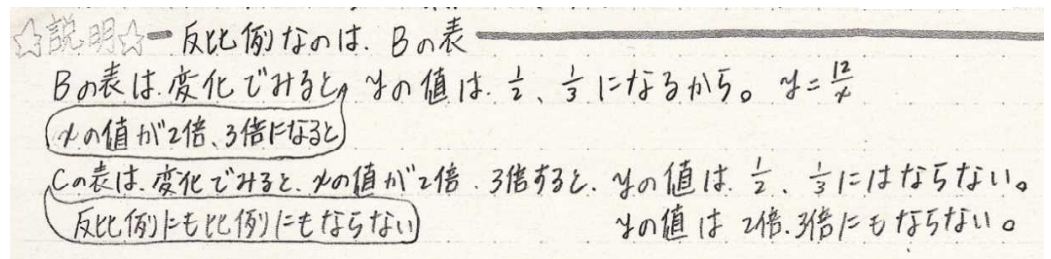 ☆説明☆ー反比例なのは、Bの表
Bの表は、変化でみると、yの値は、1/2、1/3になるから。y=12/x
xの値が2倍、3倍になると
Cの表は、変化でみると、xの値が2倍、3倍すると、yの値は、1/2、1/3にはならない。
反比例にも比例にもならない yの値は2倍、3倍にもならない。